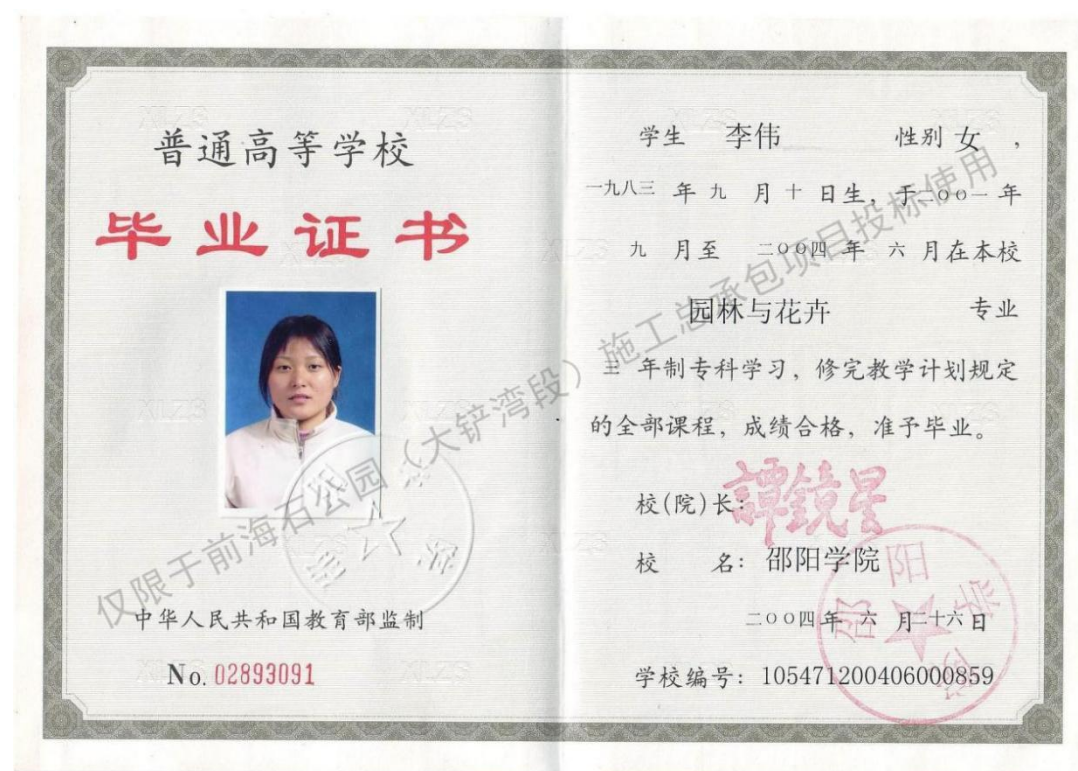 普通高等学校
毕业证书
中华人民共和国教育部监制
No. 02893091
学生 李伟 性别 女,
一九八三 年 九 月 十 日生, 于二〇〇一 年
九 月至 二〇〇四 年 六 月在本校
园林与花卉 专业
三 年制专科学习, 修完教学计划规定
的全部课程, 成绩合格, 准予毕业。
校(院)长: 譚鏡星
校 名: 邵阳学院
二〇〇四 年 六 月二十六日
学校编号: 105471200406000859
邵阳学院
仅限于前海石公园(大铲湾段)施工总承包项目投标使用